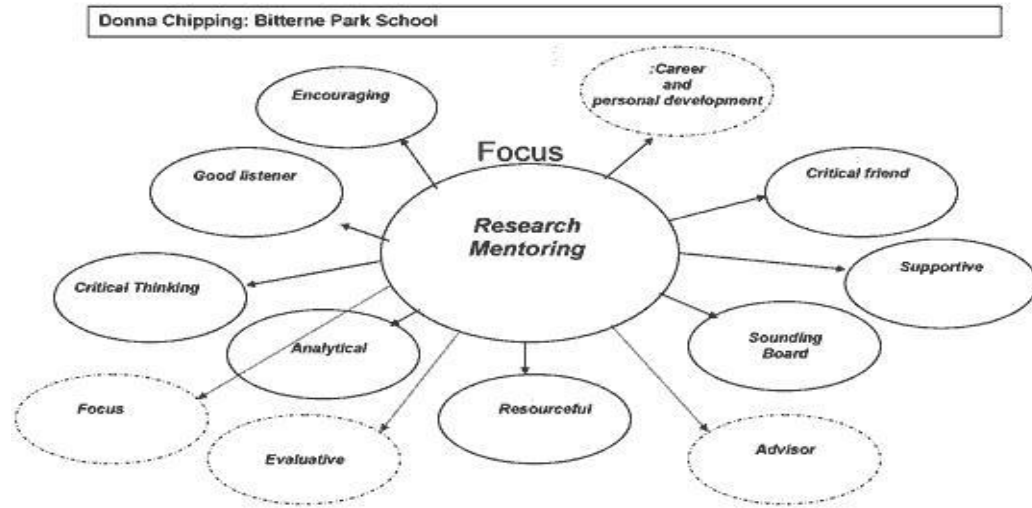 Donna Chipping: Bitterne Park School
;Career
and
personal development
Encouraging
Focus
Good listener
Critical friend
Research
Mentoring
Critical Thinking
Supportive
Analytical
Sounding
Board
Focus
Resourceful
Evaluative
Advisor